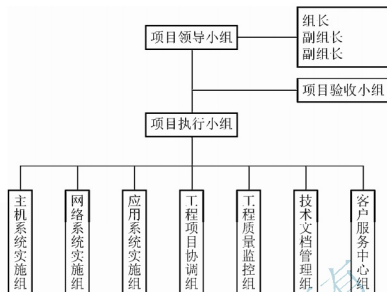 项目领导小组
组长
副组长
副组长
项目验收小组
项目执行小组
主机系统实施组
网络系统实施组
应用系统实施组
工程项目协调组
工程质量监控组
技术文档管理组
客户服务中心组